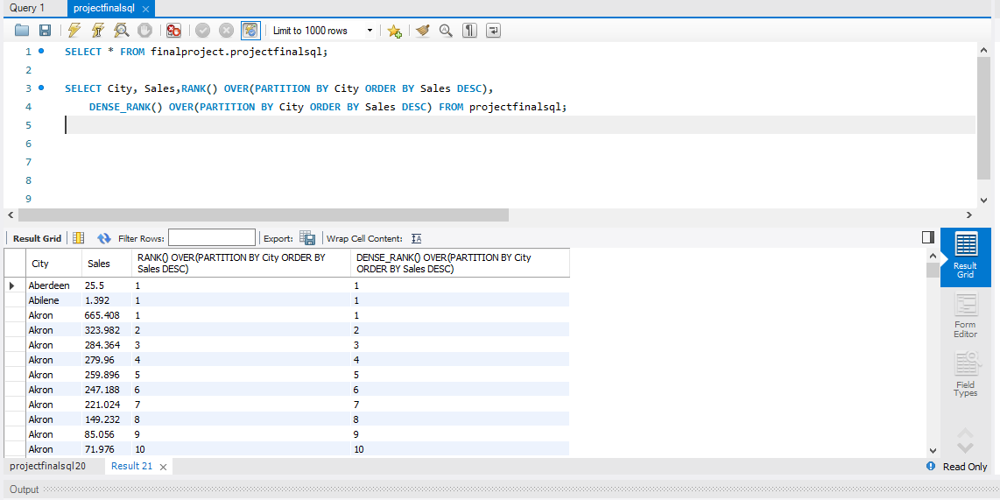 Query 1 projectfinalsql
Limit to 1000 rows
1 SELECT * FROM finalproject.projectfinalsql;
2
3 SELECT City, Sales,RANK() OVER(PARTITION BY City ORDER BY Sales DESC),
4 DENSE_RANK() OVER(PARTITION BY City ORDER BY Sales DESC) FROM projectfinalsql;
5
6
7
8
9
Result Grid Filter Rows: Export: Wrap Cell Content: IA
City Sales RANK() OVER(PARTITION BY City ORDER BY Sales DESC) DENSE_RANK() OVER(PARTITION BY City ORDER BY Sales DESC)
Aberdeen 25.5 1 1
Abilene 1.392 1 1
Akron 665.408 1 1
Akron 323.982 2 2
Akron 284.364 3 3
Akron 279.96 4 4
Akron 259.896 5 5
Akron 247.188 6 6
Akron 221.024 7 7
Akron 149.232 8 8
Akron 85.056 9 9
Akron 71.976 10 10
Result
Grid
Form
Editor
Field
Types
projectfinalsql20 Result 21 Read Only
Output